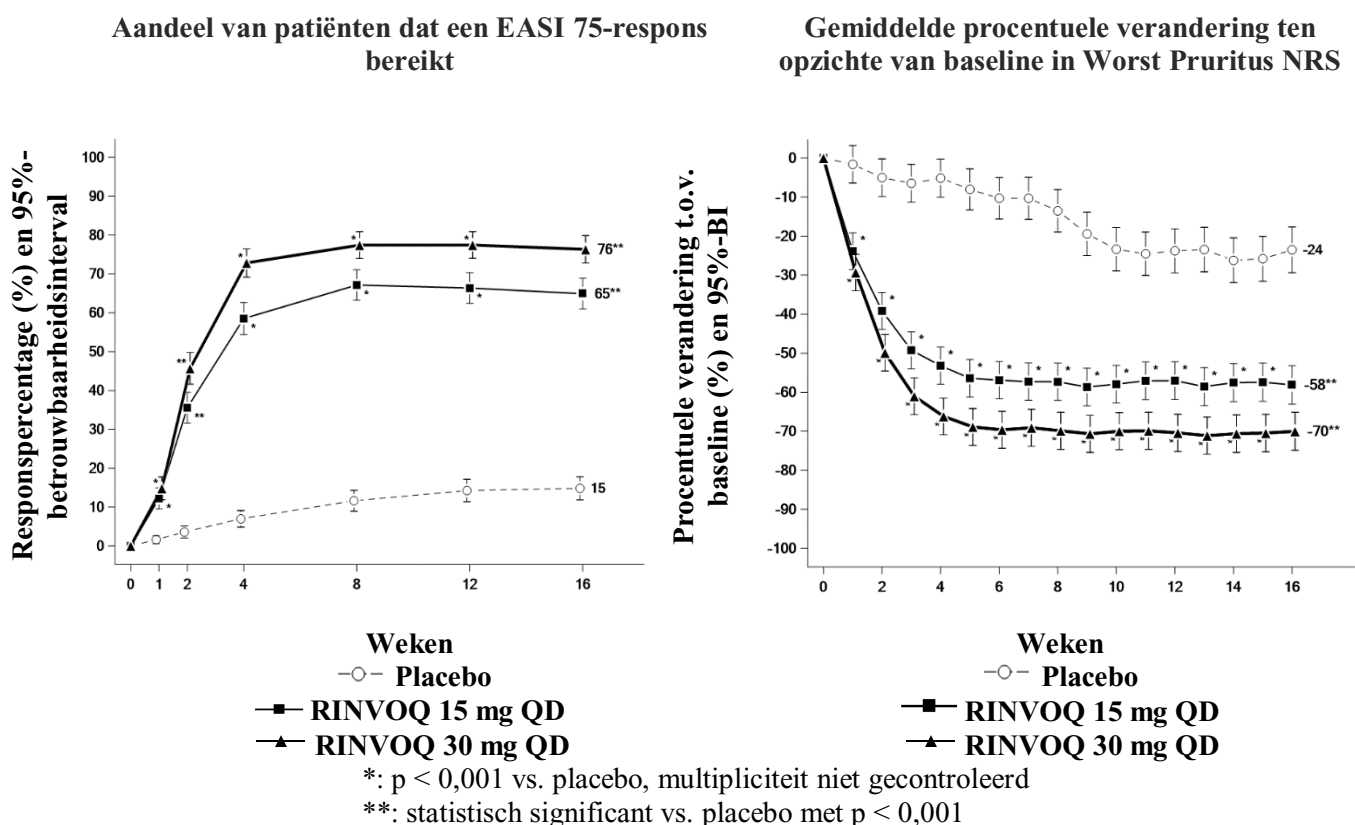 Aandeel van patiënten dat een EASI 75-respons
bereikt
Responspercentage (%) en 95%-
betrouwbaarheidsinterval
100
90
80
70
60
50
40
30
20
10
0
76**
65**
15
* * * * ** * * * * * **
0 1 2 4 8 12 16
Weken
Placebo
RINVOQ 15 mg QD
RINVOQ 30 mg QD
Gemiddelde procentuele verandering ten
opzichte van baseline in Worst Pruritus NRS
Procentuele verandering t.o.v.
baseline (%) en 95%-BI
0
-10
-20
-30
-40
-50
-60
-70
-80
-90
-100
-24
-58**
-70**
0 2 4 6 8 10 12 14 16
Weken
Placebo
RINVOQ 15 mg QD
RINVOQ 30 mg QD
*: p < 0,001 vs. placebo, multipliciteit niet gecontroleerd
**: statistisch significant vs. placebo met p < 0,001